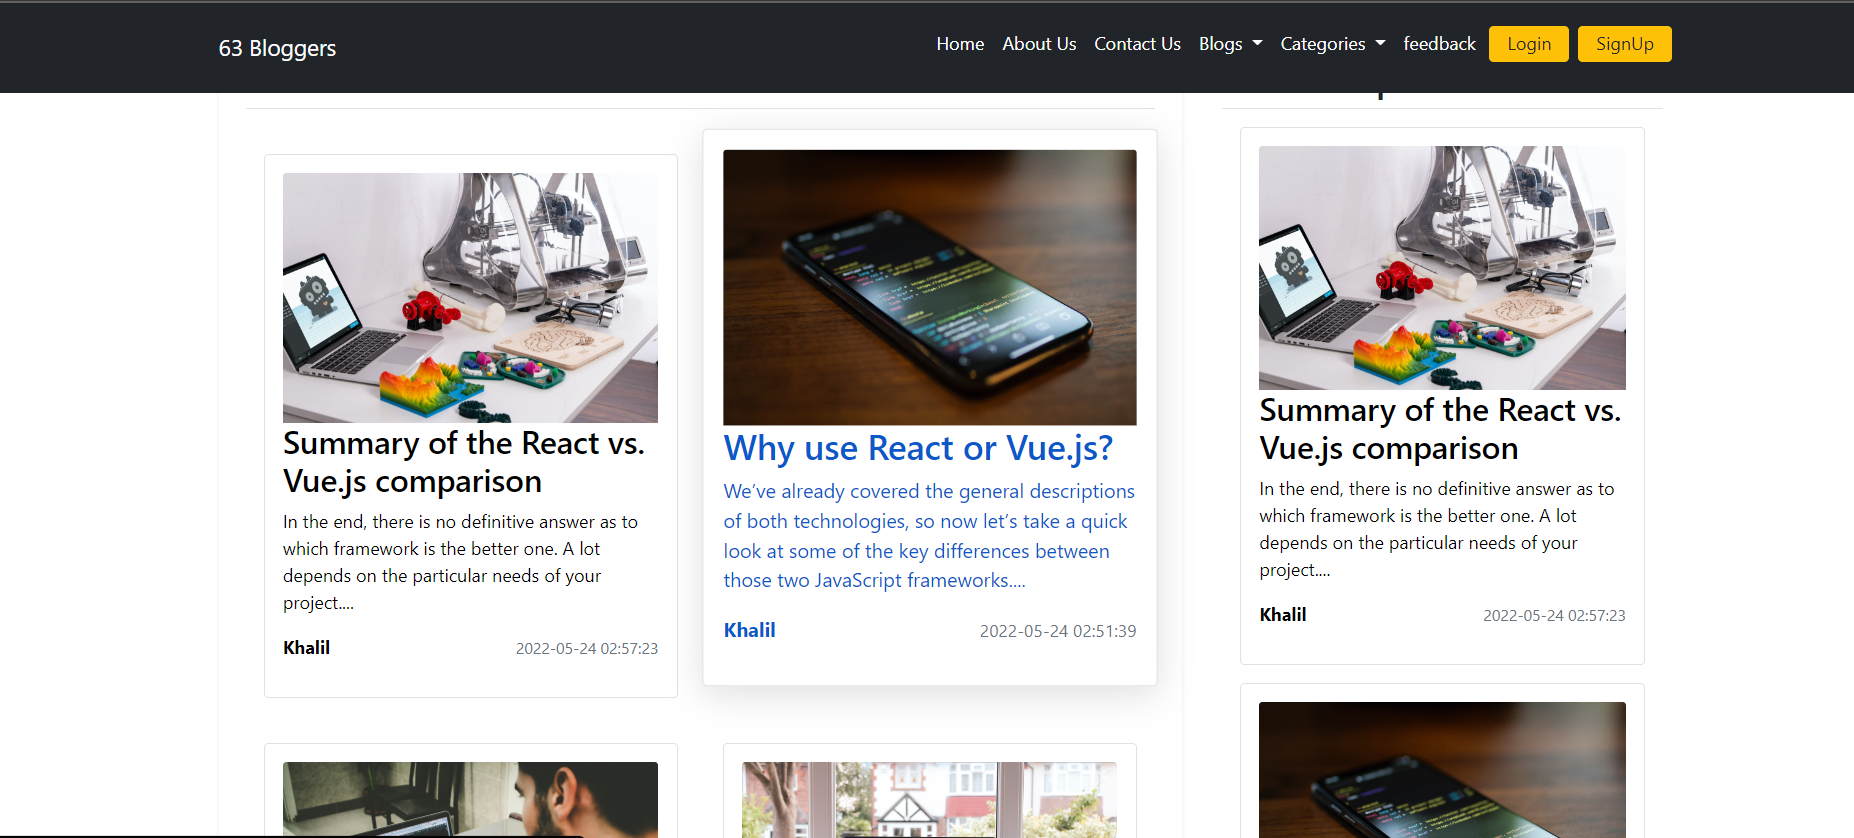 63 Bloggers
Home About Us Contact Us Blogs Categories feedback Login SignUp
Summary of the React vs.
Vue.js comparison
In the end, there is no definitive answer as to
which framework is the better one. A lot
depends on the particular needs of your
project....
Khalil 2022-05-24 02:57:23
Why use React or Vue.js?
We’ve already covered the general descriptions
of both technologies, so now let’s take a quick
look at some of the key differences between
those two JavaScript frameworks....
Khalil 2022-05-24 02:51:39
Summary of the React vs.
Vue.js comparison
In the end, there is no definitive answer as to
which framework is the better one. A lot
depends on the particular needs of your
project....
Khalil 2022-05-24 02:57:23